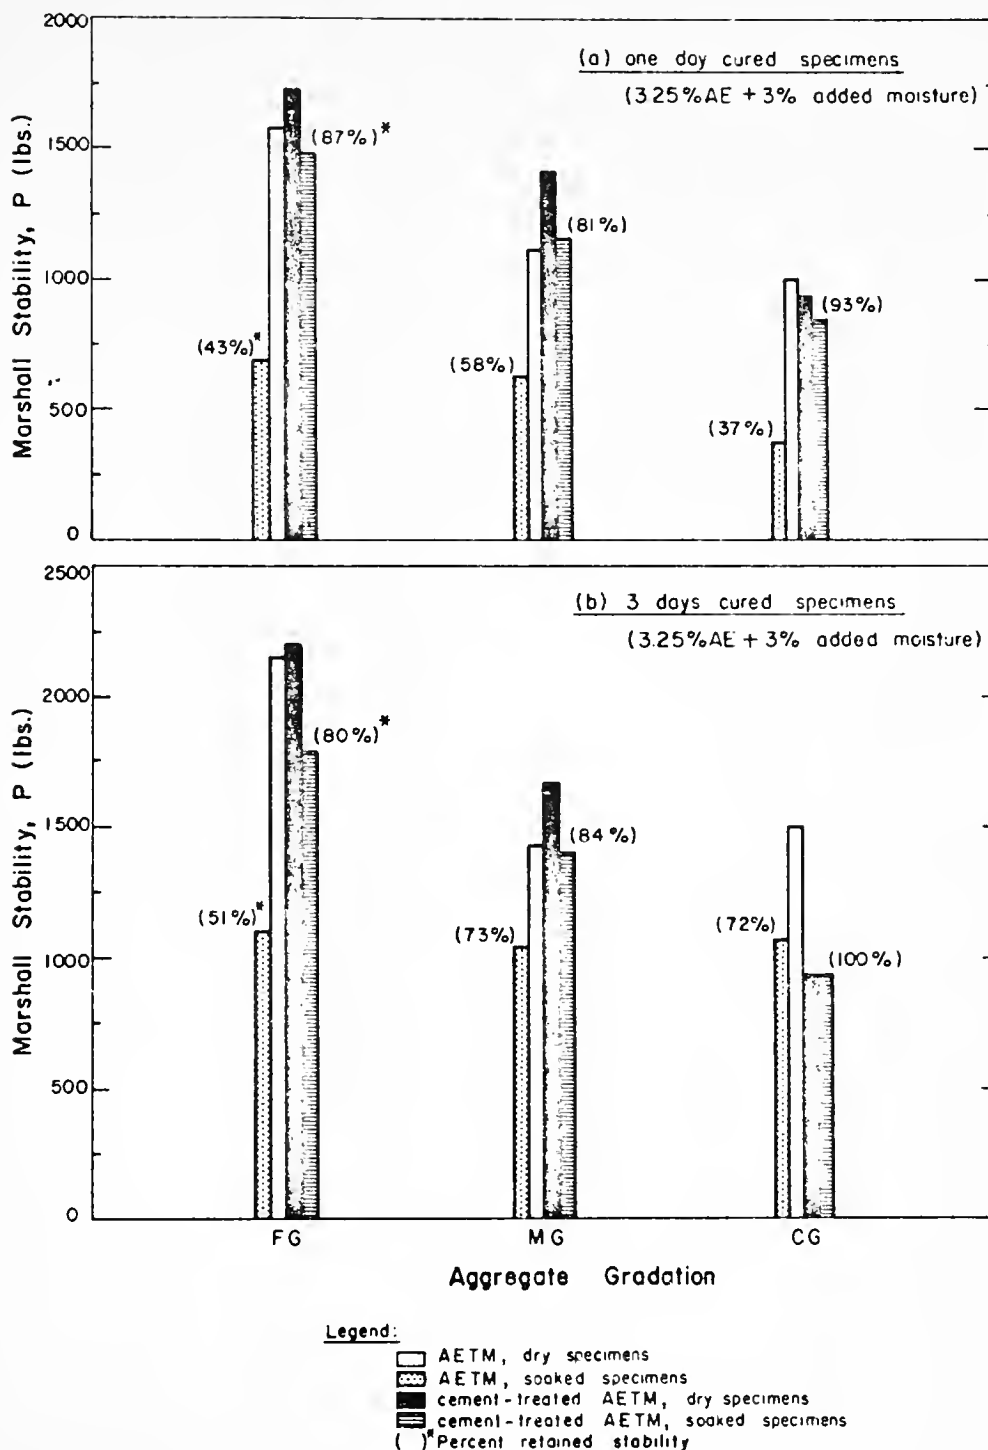 2000
1500
1000
500
0
Marshall Stability, P (lbs.)
(a) one day cured specimens
(3.25%AE + 3% added moisture)
(43%)*
(87%)*
(58%)
(81%)
(37%)
(93%)
2500
2000
1500
1000
500
0
Marshall Stability, P (lbs.)
(b) 3 days cured specimens
(3.25%AE + 3% added moisture)
(51%)*
(80%)*
(73%)
(84%)
(72%)
(100%)
FG MG CG
Aggregate Gradation
Legend:
AETM, dry specimens
AETM, soaked specimens
cement-treated AETM, dry specimens
cement-treated AETM, soaked specimens
( )* Percent retained stability